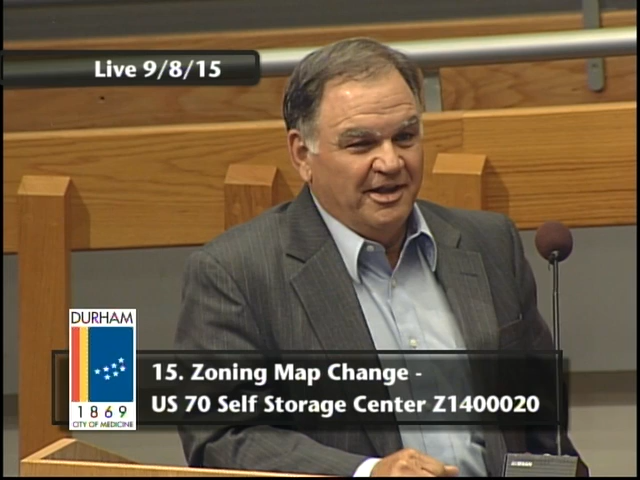 Live 9/8/15
DURHAM
1869
CITY OF MEDICINE
15. Zoning Map Change -
US 70 Self Storage Center Z1400020